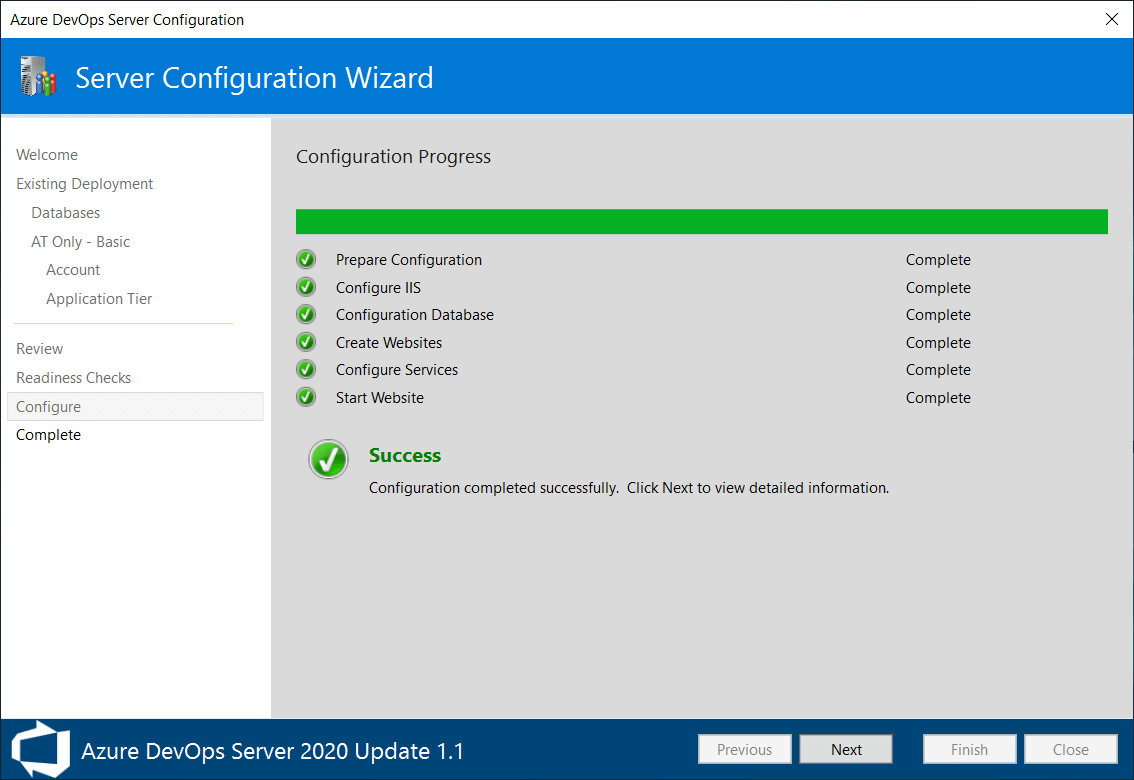 Azure DevOps Server Configuration
Server Configuration Wizard
Welcome
Existing Deployment
Databases
AT Only - Basic
Account
Application Tier
Review
Readiness Checks
Configure
Complete
Configuration Progress
Prepare Configuration Complete
Configure IIS Complete
Configuration Database Complete
Create Websites Complete
Configure Services Complete
Start Website Complete
Success
Configuration completed successfully.  Click Next to view detailed information.
Azure DevOps Server 2020 Update 1.1
Previous Next Finish Close